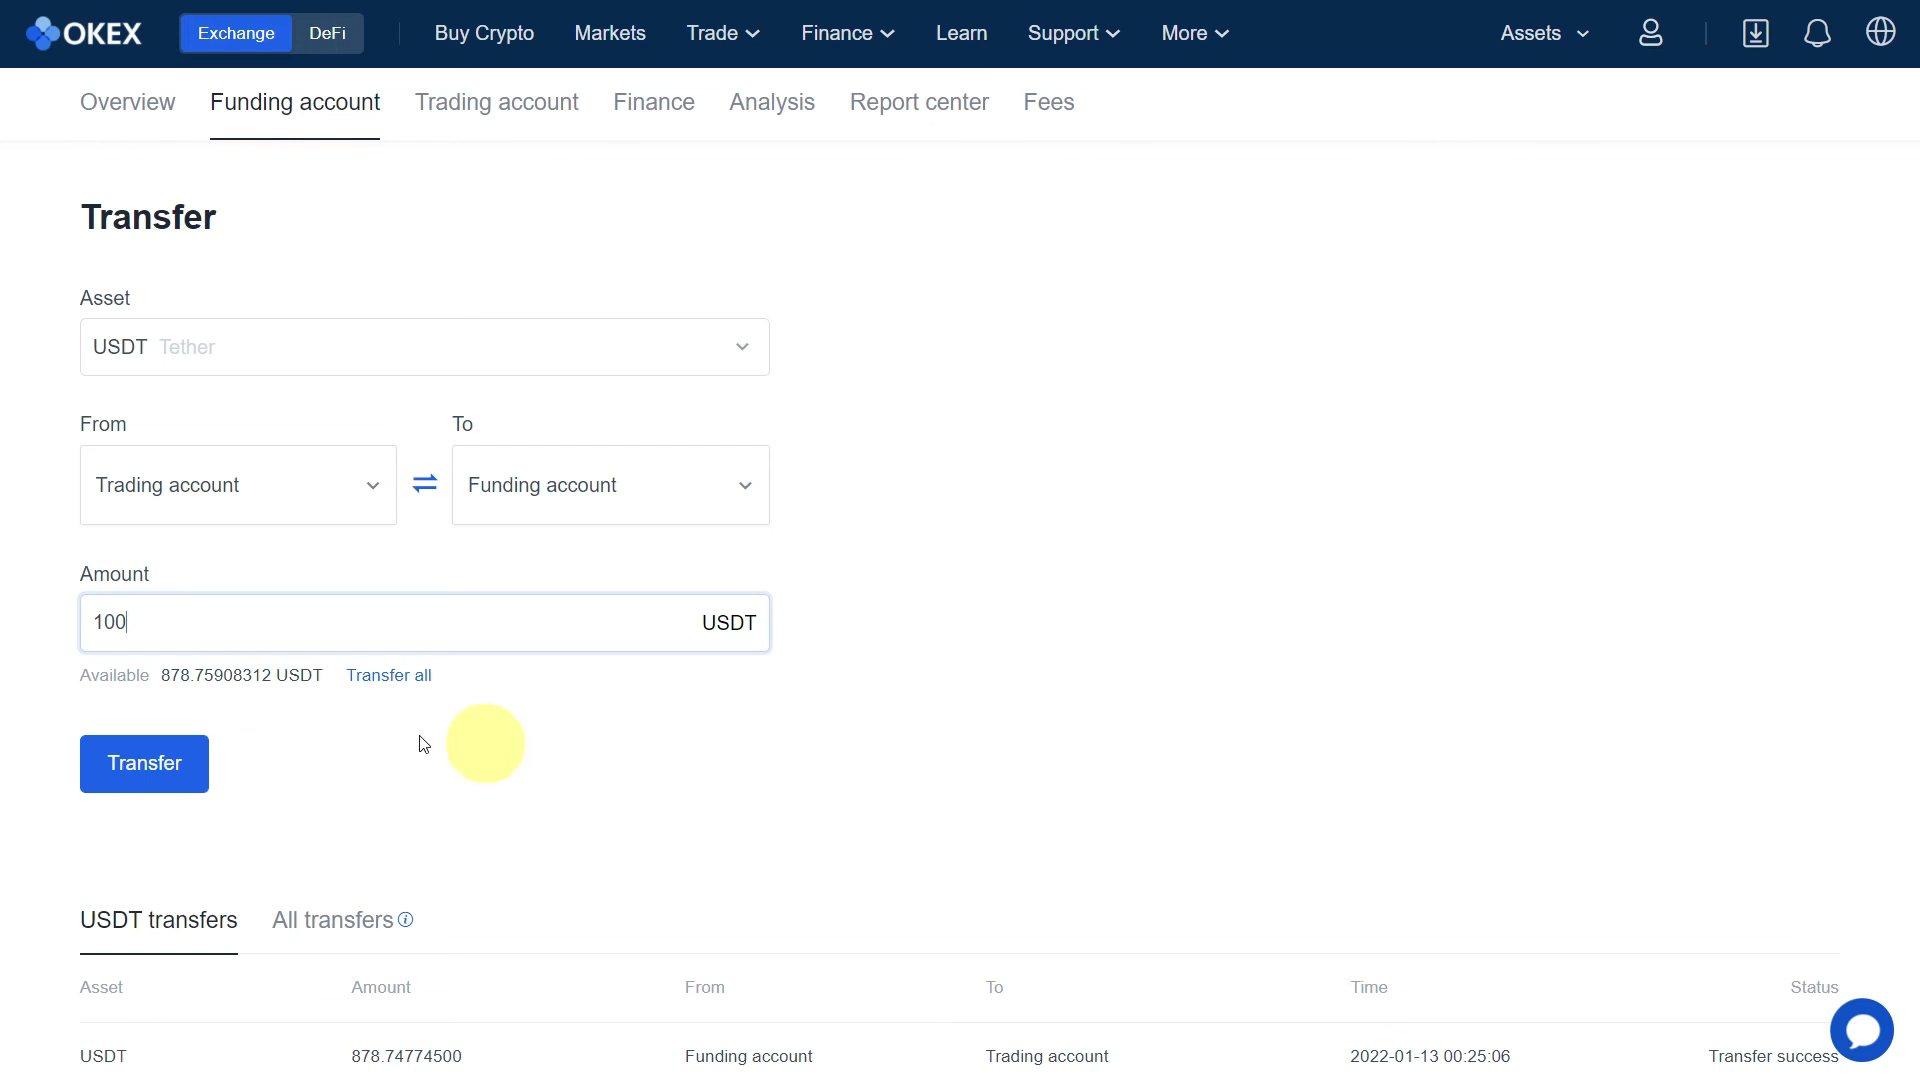 OKEX Exchange DeFi Buy Crypto Markets Trade Finance Learn Support More Assets
Overview Funding account Trading account Finance Analysis Report center Fees
Transfer
Asset
USDT Tether
From To
Trading account Funding account
Amount
100 USDT
Available 878.75908312 USDT Transfer all
Transfer
USDT transfers All transfers
Asset Amount From To Time Status
USDT 878.74774500 Funding account Trading account 2022-01-13 00:25:06 Transfer success